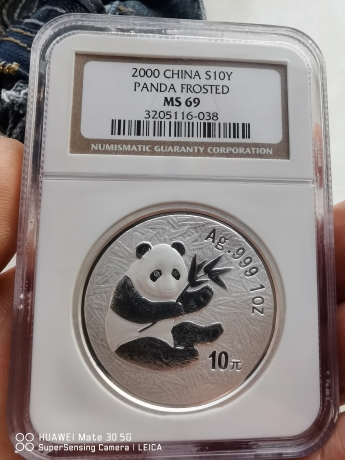 2000 CHINA S10Y
PANDA FROSTED
MS 69
3205116-038
NUMISMATIC GUARANTY CORPORATION
Ag.999 1OZ
10元
HUAWEI Mate 30 5G
SuperSensing Camera | LEICA